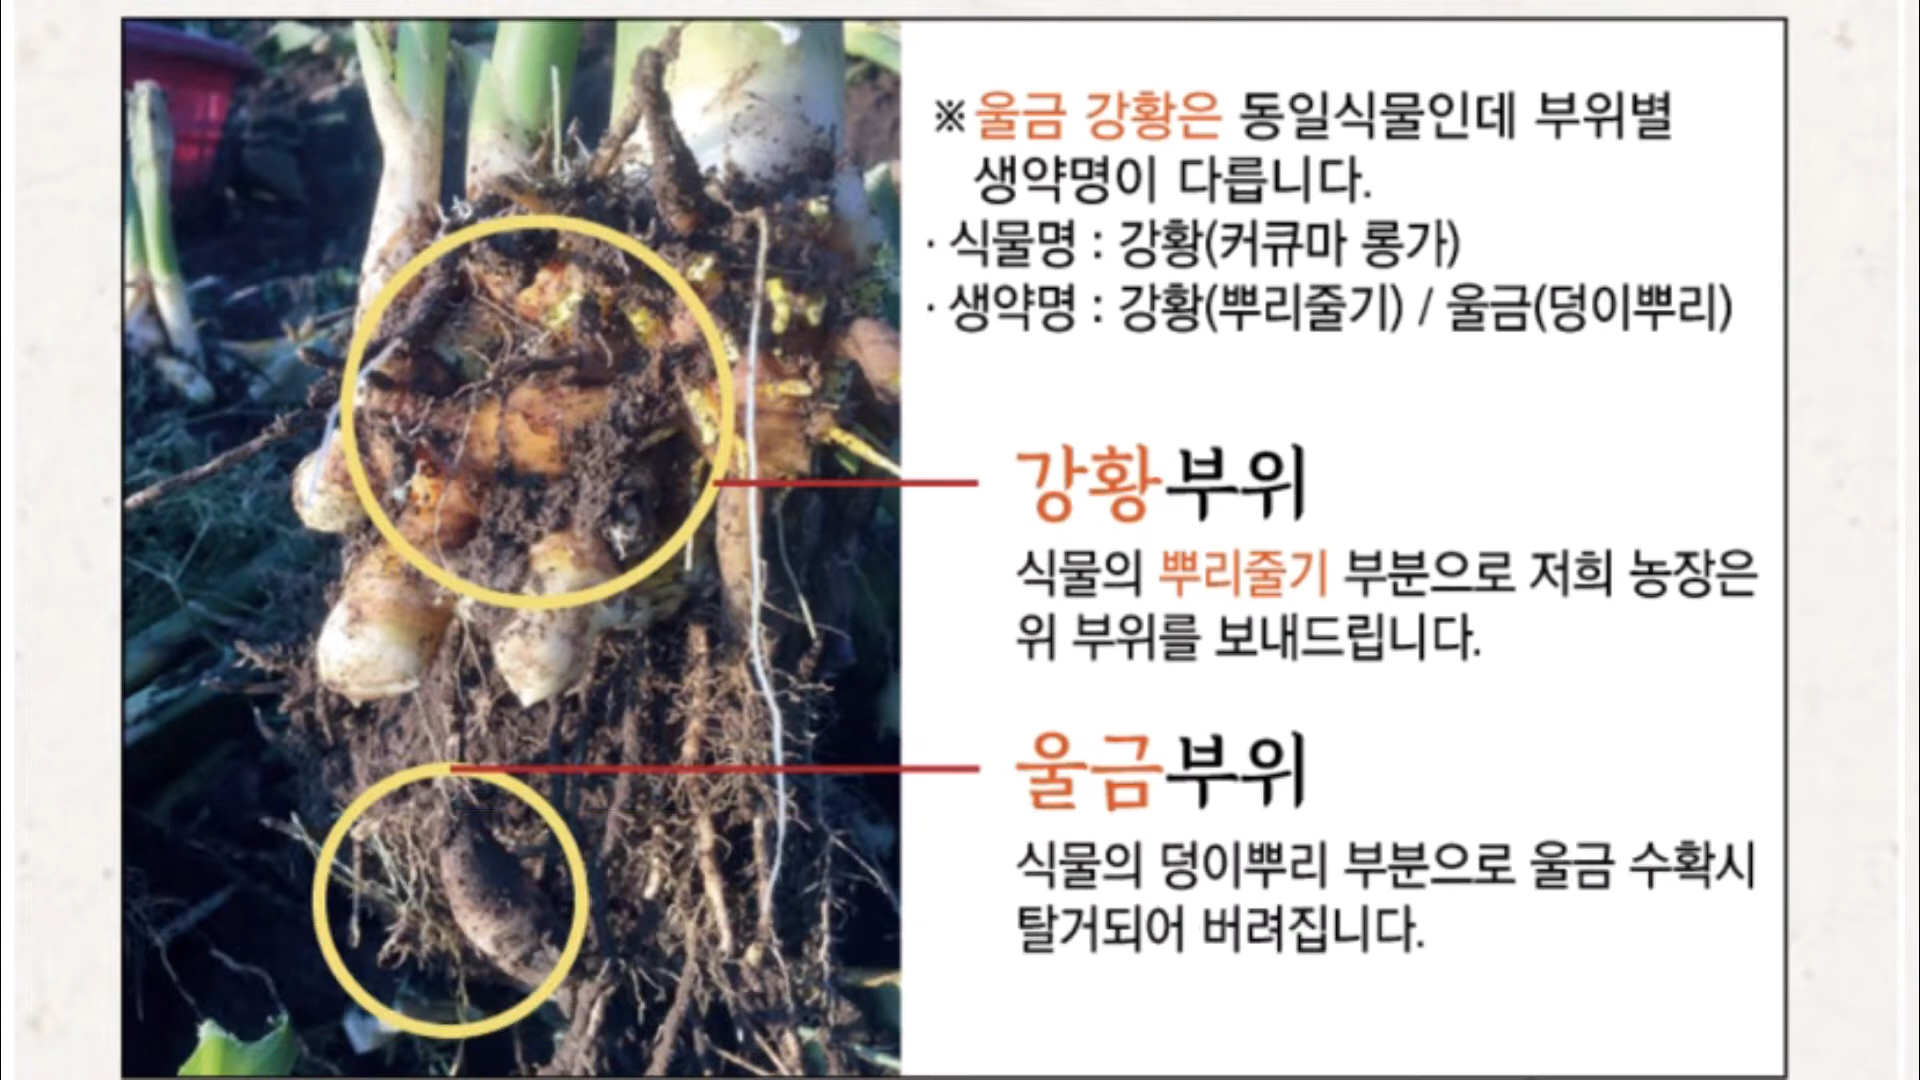 ※울금 강황은 동일식물인데 부위별
생약명이 다릅니다.
· 식물명 : 강황(커큐마 롱가)
· 생약명 : 강황(뿌리줄기) / 울금(덩이뿌리)
강황부위
식물의 뿌리줄기 부분으로 저희 농장은
위 부위를 보내드립니다.
울금부위
식물의 덩이뿌리 부분으로 울금 수확시
탈거되어 버려집니다.